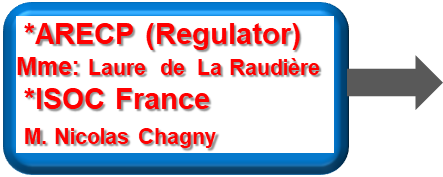 *ARECP (Regulator)
Mme: Laure de La Raudière
*ISOC France
M. Nicolas Chagny